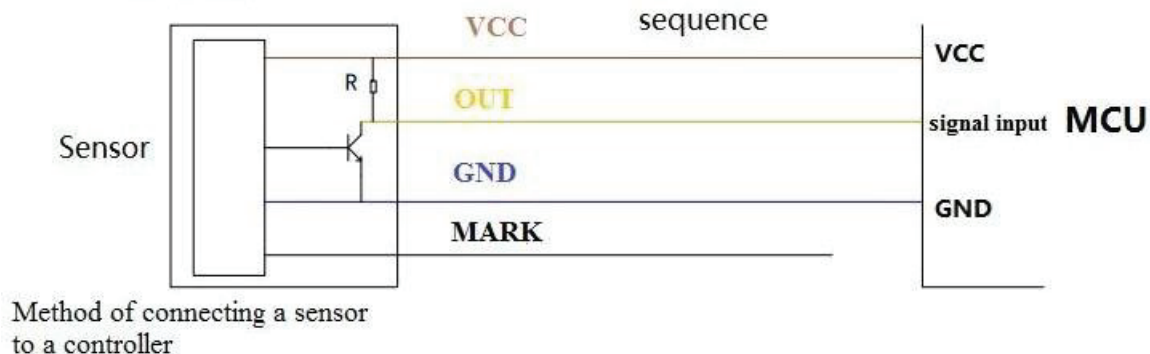 VCC
sequence
VCC
R
OUT
signal input
MCU
Sensor
GND
GND
MARK
Method of connecting a sensor
to a controller